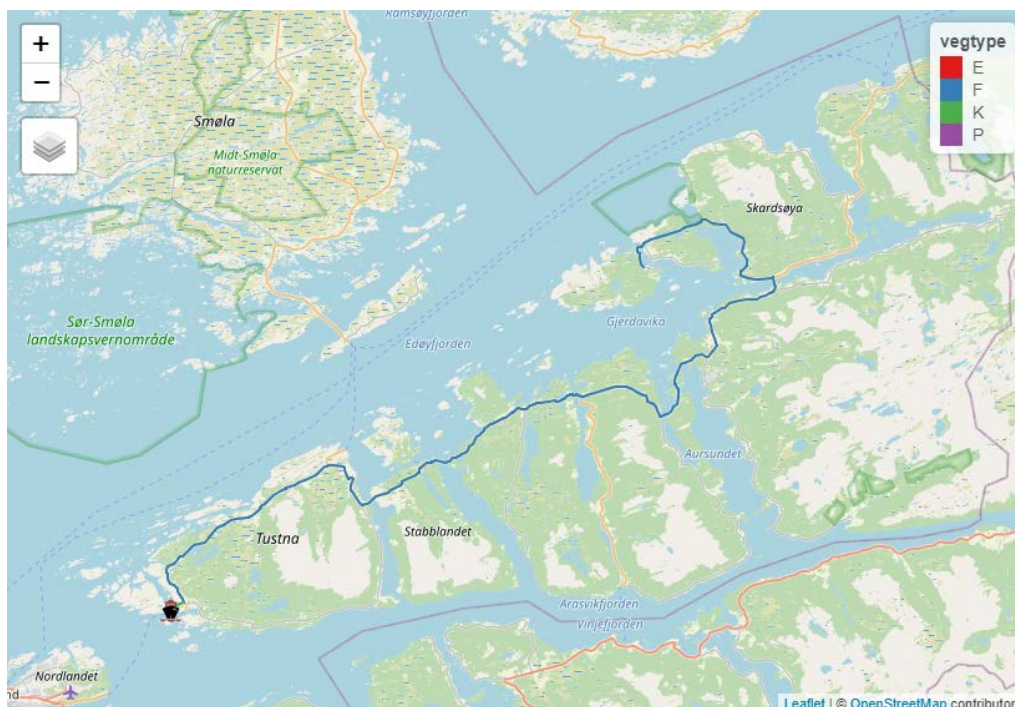 Ramsøyfjorden
+
−
vegtype
E
F
K
P
Smøla
Midt-Smøla
naturreservat
Skardsøya
Sør-Smøla
landskapsvernområde
Gjerdavika
Edøyfjorden
Aursundet
Tustna
Stabblandet
Arasvikfjorden
Vinjefjorden
Nordlandet
nd
Leaflet | © OpenStreetMap contributor